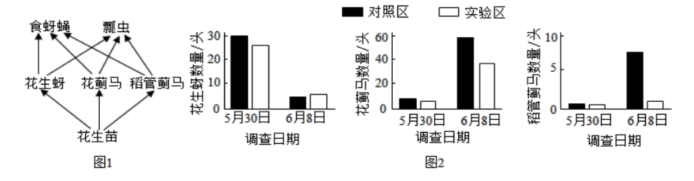 对照区 实验区
食蚜蝇 瓢虫
花生蚜 花蓟马 稻管蓟马
花生苗
图1
花生蚜数量/头
30
20
10
0
5月30日 6月8日
调查日期
花蓟马数量/头
60
40
20
0
5月30日 6月8日
调查日期
图2
稻管蓟马数量/头
10
5
0
5月30日 6月8日
调查日期